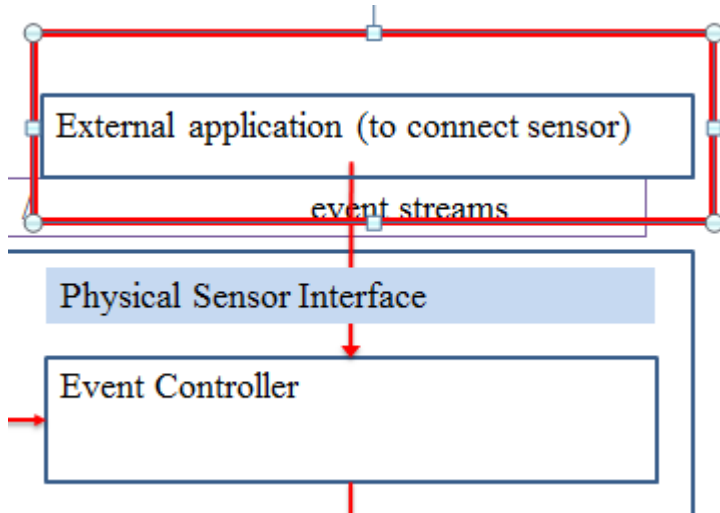 External application (to connect sensor)
event streams
Physical Sensor Interface
Event Controller